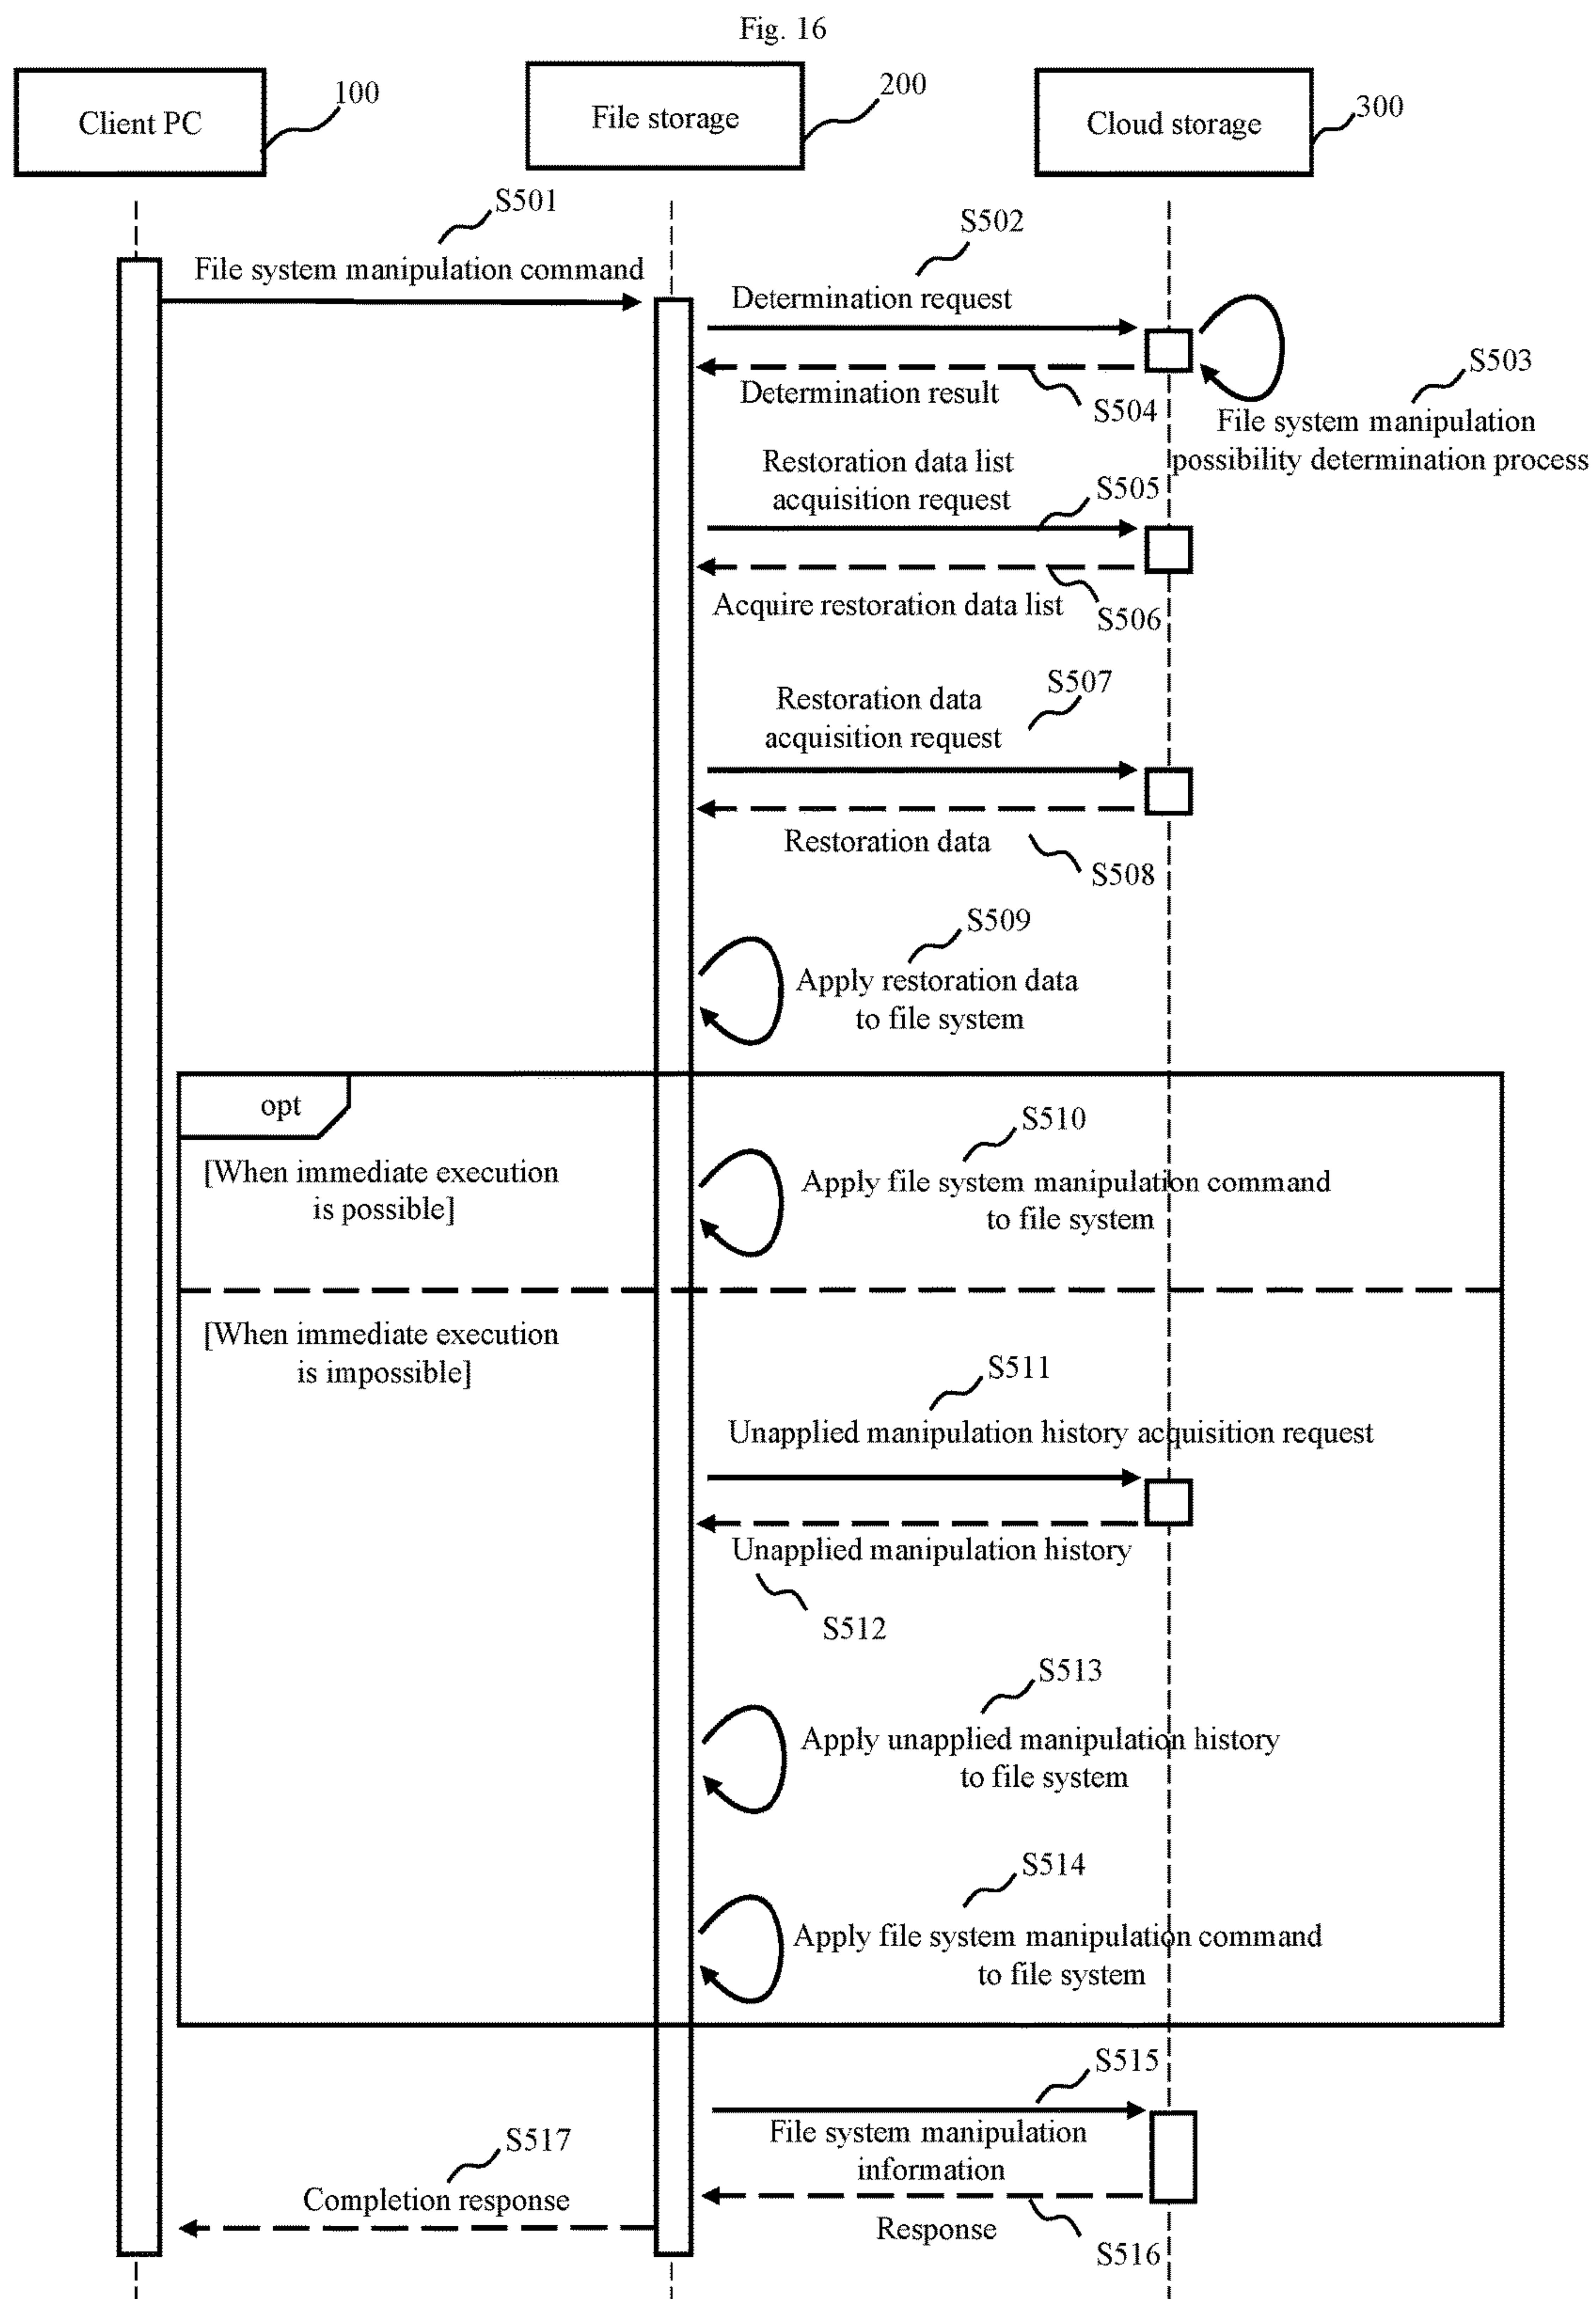 Fig. 16
Client PC
100
File storage
200
Cloud storage
300
S501
File system manipulation command
S502
Determination request
S503
File system manipulation
possibility determination process
Determination result
S504
Restoration data list
acquisition request
S505
Acquire restoration data list
S506
S507
Restoration data
acquisition request
Restoration data
S508
S509
Apply restoration data
to file system
opt
[When immediate execution
is possible]
S510
Apply file system manipulation command
to file system
[When immediate execution
is impossible]
S511
Unapplied manipulation history acquisition request
Unapplied manipulation history
S512
S513
Apply unapplied manipulation history
to file system
S514
Apply file system manipulation command
to file system
S515
File system manipulation
information
S517
Completion response
Response
S516